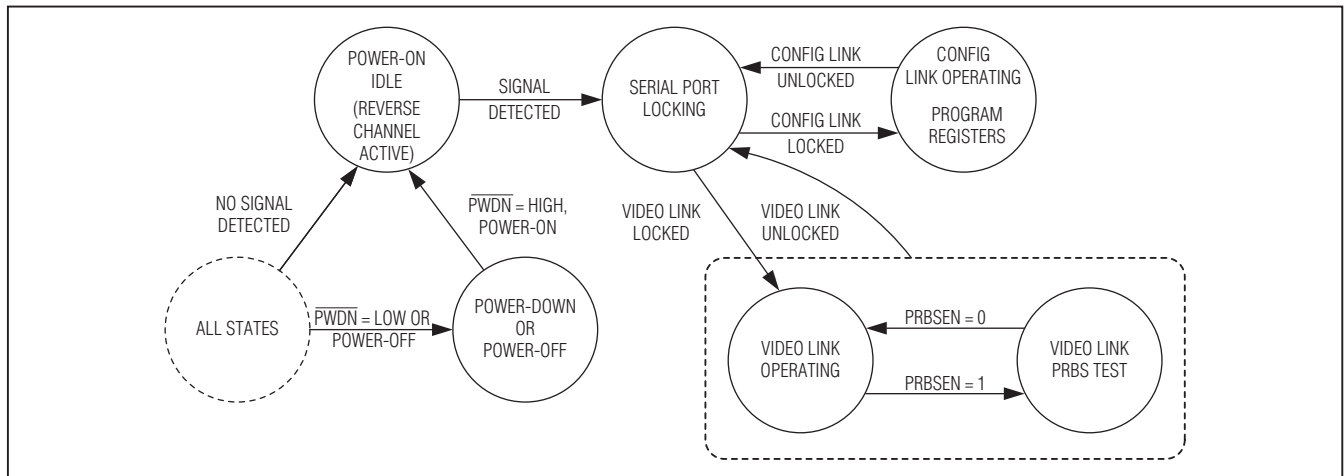 POWER-ON
IDLE
(REVERSE
CHANNEL
ACTIVE)
SIGNAL
DETECTED
SERIAL PORT
LOCKING
CONFIG LINK
UNLOCKED
CONFIG LINK
LOCKED
CONFIG
LINK OPERATING
PROGRAM
REGISTERS
NO SIGNAL
DETECTED
PWDN = HIGH,
POWER-ON
VIDEO LINK
LOCKED
VIDEO LINK
UNLOCKED
ALL STATES
PWDN = LOW OR
POWER-OFF
POWER-DOWN
OR
POWER-OFF
VIDEO LINK
OPERATING
PRBSEN = 0
PRBSEN = 1
VIDEO LINK
PRBS TEST